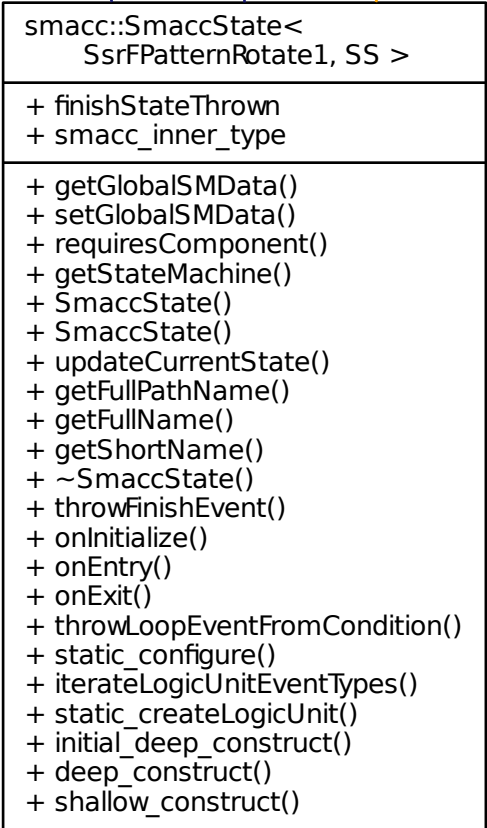 smacc::SmaccState<
SsrFPatternRotate1, SS >
+ finishStateThrown
+ smacc_inner_type
+ getGlobalSMData()
+ setGlobalSMData()
+ requiresComponent()
+ getStateMachine()
+ SmaccState()
+ SmaccState()
+ updateCurrentState()
+ getFullPathName()
+ getFullName()
+ getShortName()
+ ~SmaccState()
+ throwFinishEvent()
+ onInitialize()
+ onEntry()
+ onExit()
+ throwLoopEventFromCondition()
+ static_configure()
+ iterateLogicUnitEventTypes()
+ static_createLogicUnit()
+ initial_deep_construct()
+ deep_construct()
+ shallow_construct()